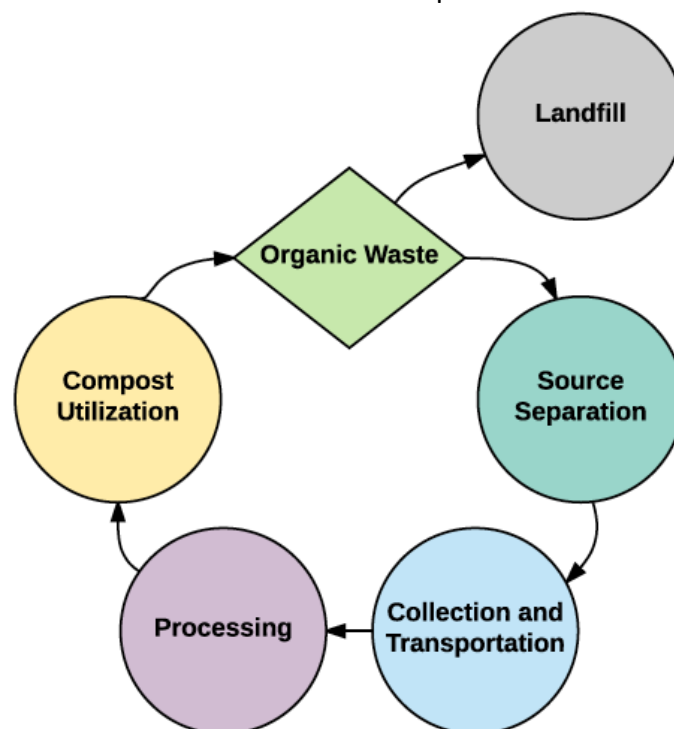 Landfill
Organic Waste
Compost
Utilization
Source
Separation
Processing
Collection and
Transportation